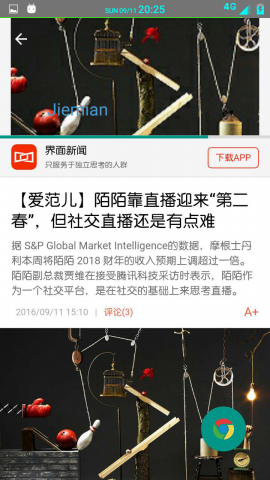 SUN 09/11 20:25
4G
Jiemian
界面新闻
只服务于独立思考的人群
下载APP
【爱范儿】陌陌靠直播迎来“第二
春”，但社交直播还是有点难
据 S&P Global Market Intelligence的数据，摩根士丹
利本周将陌陌 2018 财年的收入预期上调超过一倍。
陌陌副总裁贾维在接受腾讯科技采访时表示，陌陌作
为一个社交平台，是在社交的基础上来思考直播。
2016/09/11 15:10 | 评论(3)
A+